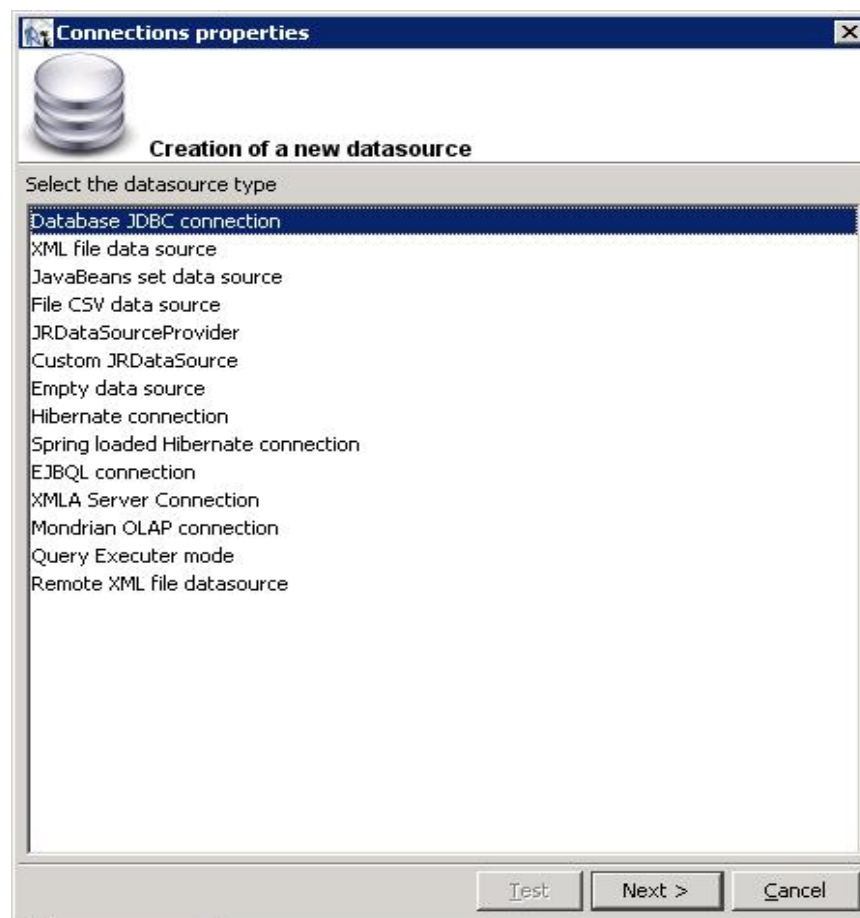 Connections properties
Creation of a new datasource
Select the datasource type
Database JDBC connection
XML file data source
JavaBeans set data source
File CSV data source
JRDataSourceProvider
Custom JRDataSource
Empty data source
Hibernate connection
Spring loaded Hibernate connection
EJBQL connection
XMLA Server Connection
Mondrian OLAP connection
Query Executer mode
Remote XML file datasource
Test
Next >
Cancel